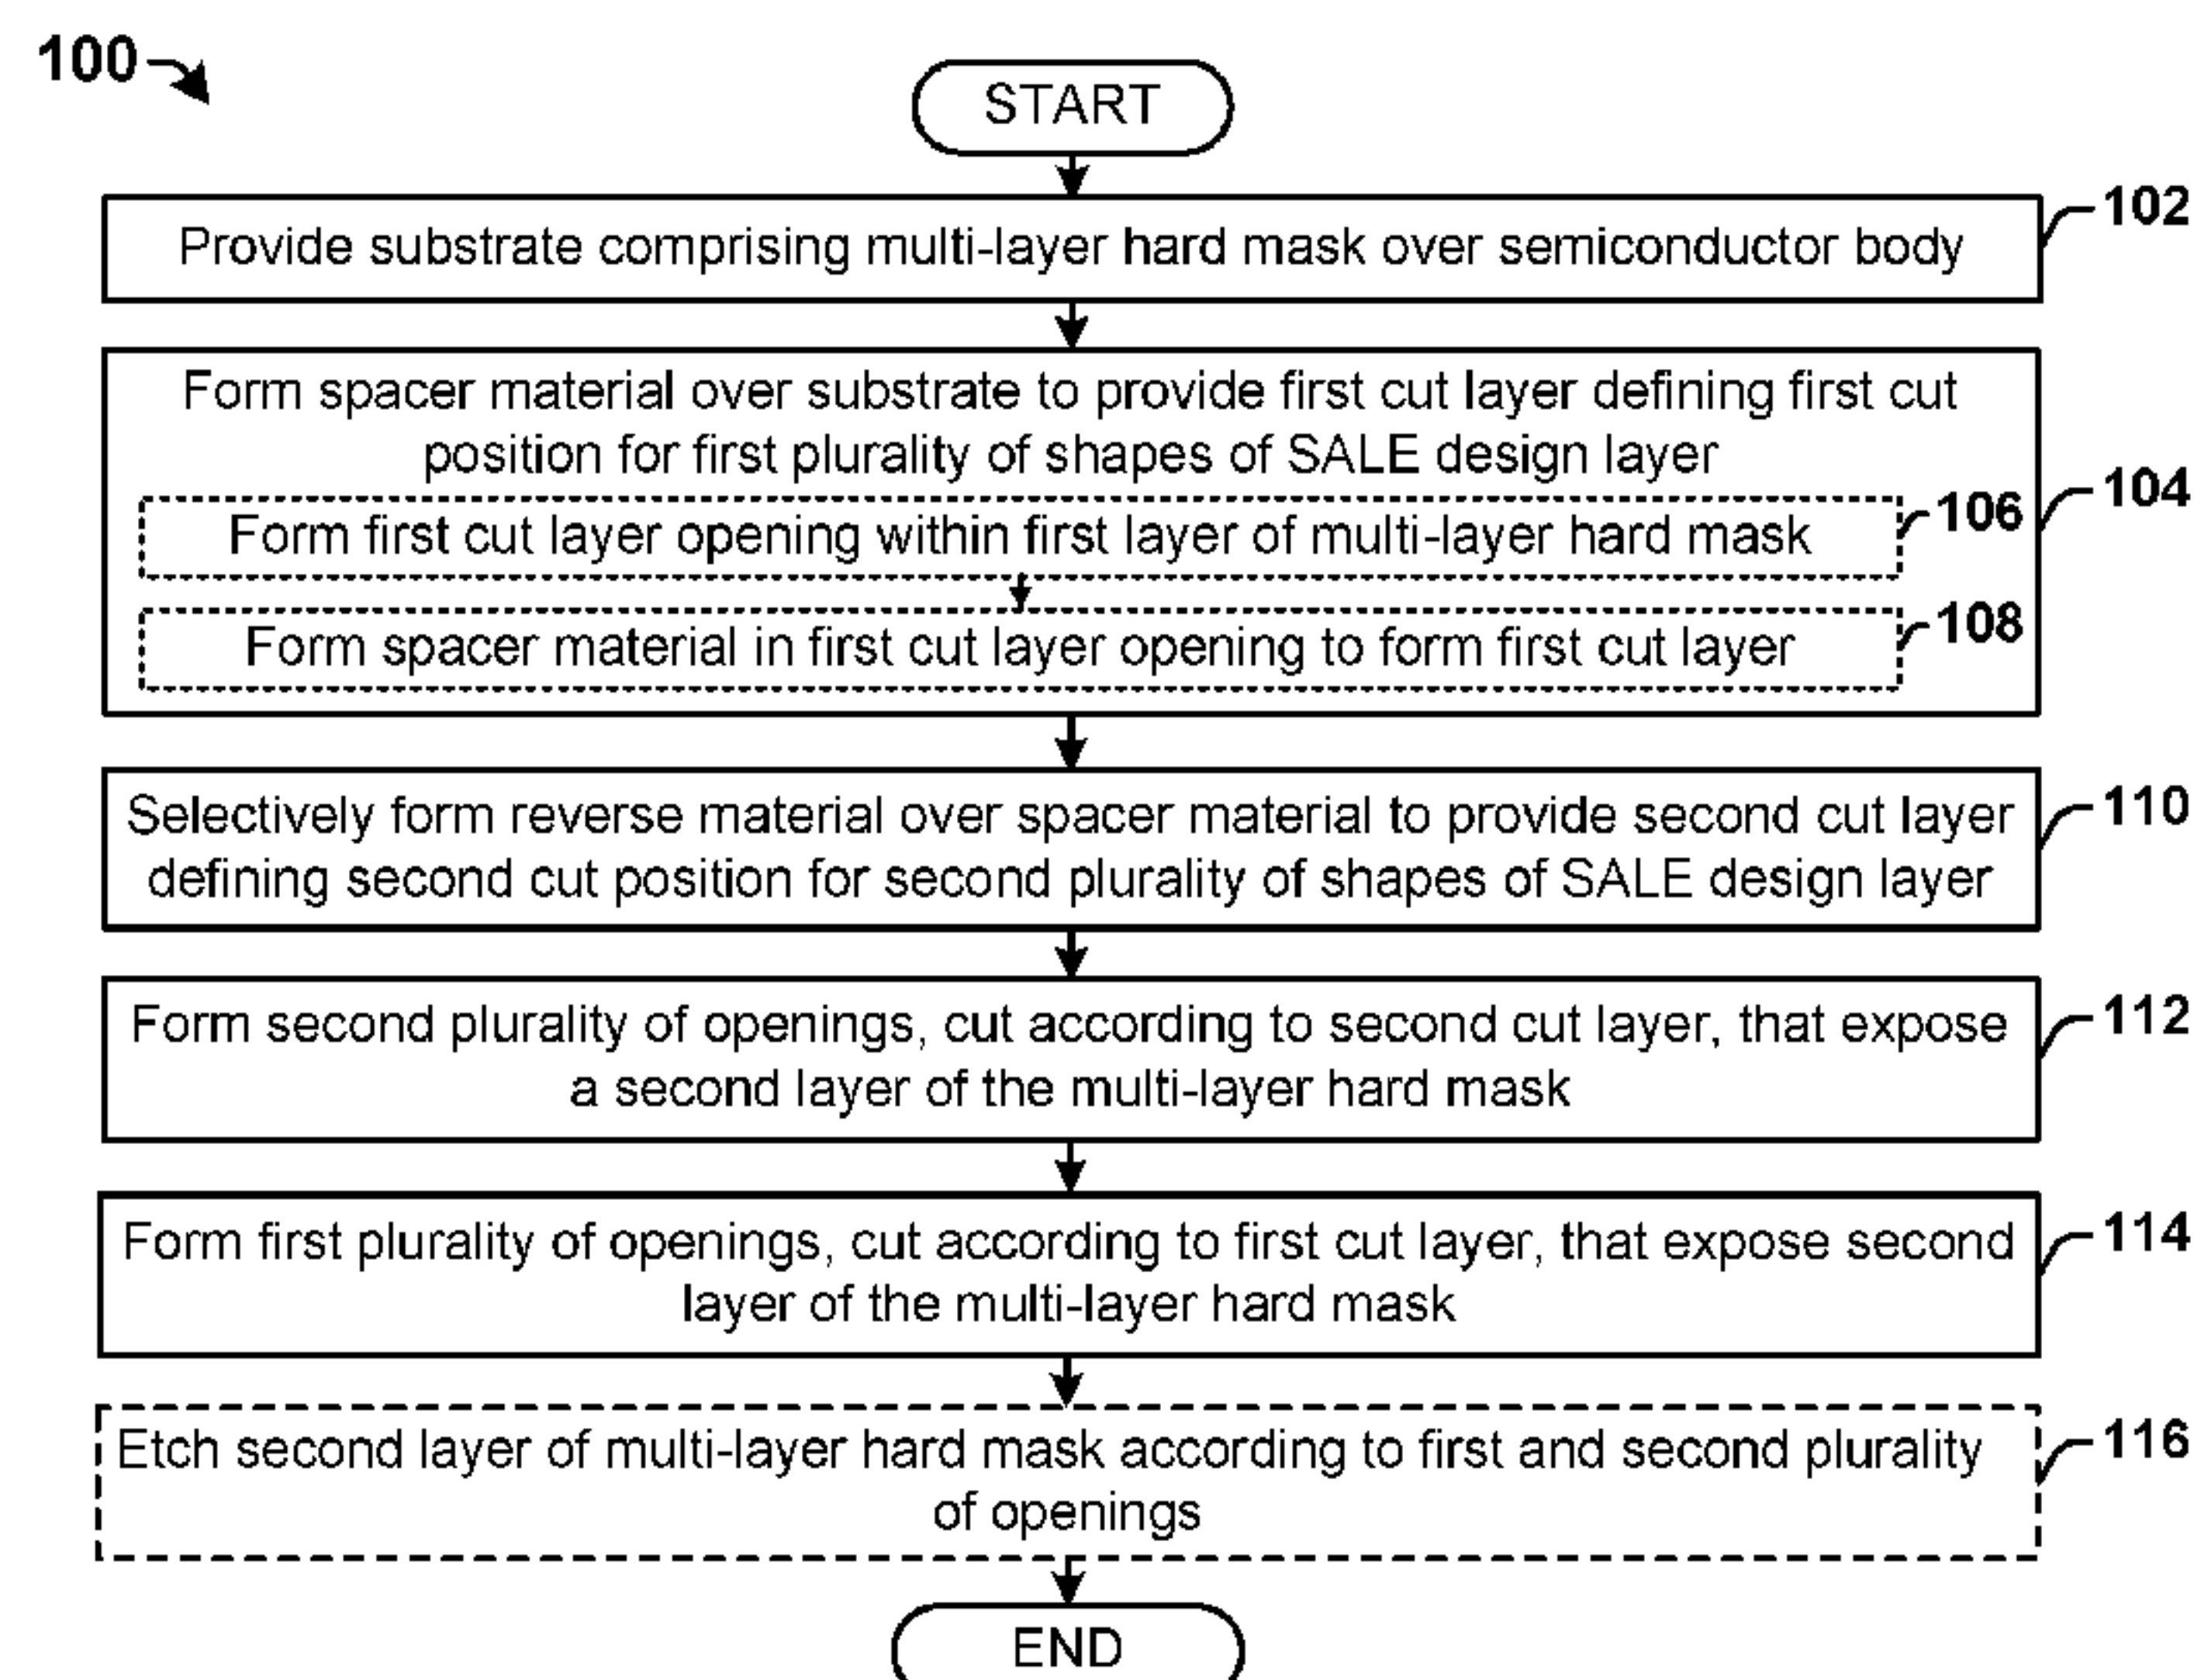 100
START
Provide substrate comprising multi-layer hard mask over semiconductor body
102
Form spacer material over substrate to provide first cut layer defining first cut
position for first plurality of shapes of SALE design layer
104
Form first cut layer opening within first layer of multi-layer hard mask
106
Form spacer material in first cut layer opening to form first cut layer
108
Selectively form reverse material over spacer material to provide second cut layer
defining second cut position for second plurality of shapes of SALE design layer
110
Form second plurality of openings, cut according to second cut layer, that expose
a second layer of the multi-layer hard mask
112
Form first plurality of openings, cut according to first cut layer, that expose second
layer of the multi-layer hard mask
114
Etch second layer of multi-layer hard mask according to first and second plurality
of openings
116
END